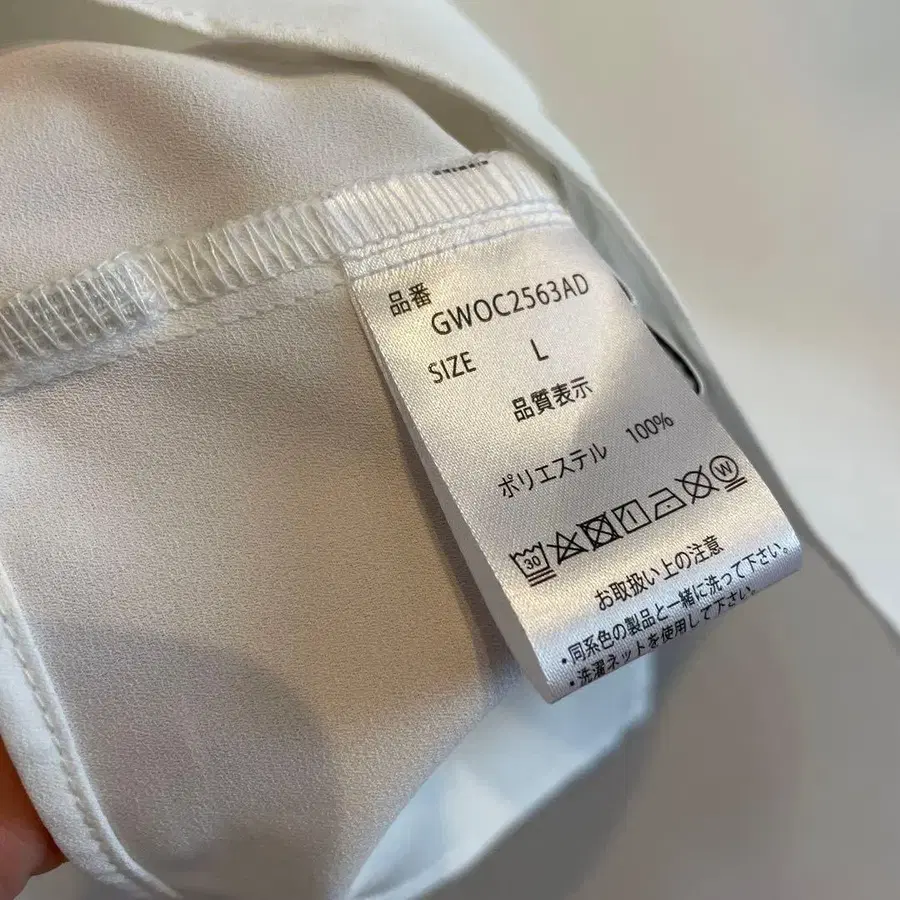 品番
GWOC2563AD
SIZE L
品質表示
ポリエステル 100%
30 W
お取扱い上の注意
・同系色の製品と一緒に洗って下さい。
・洗濯ネットを使用して下さい。